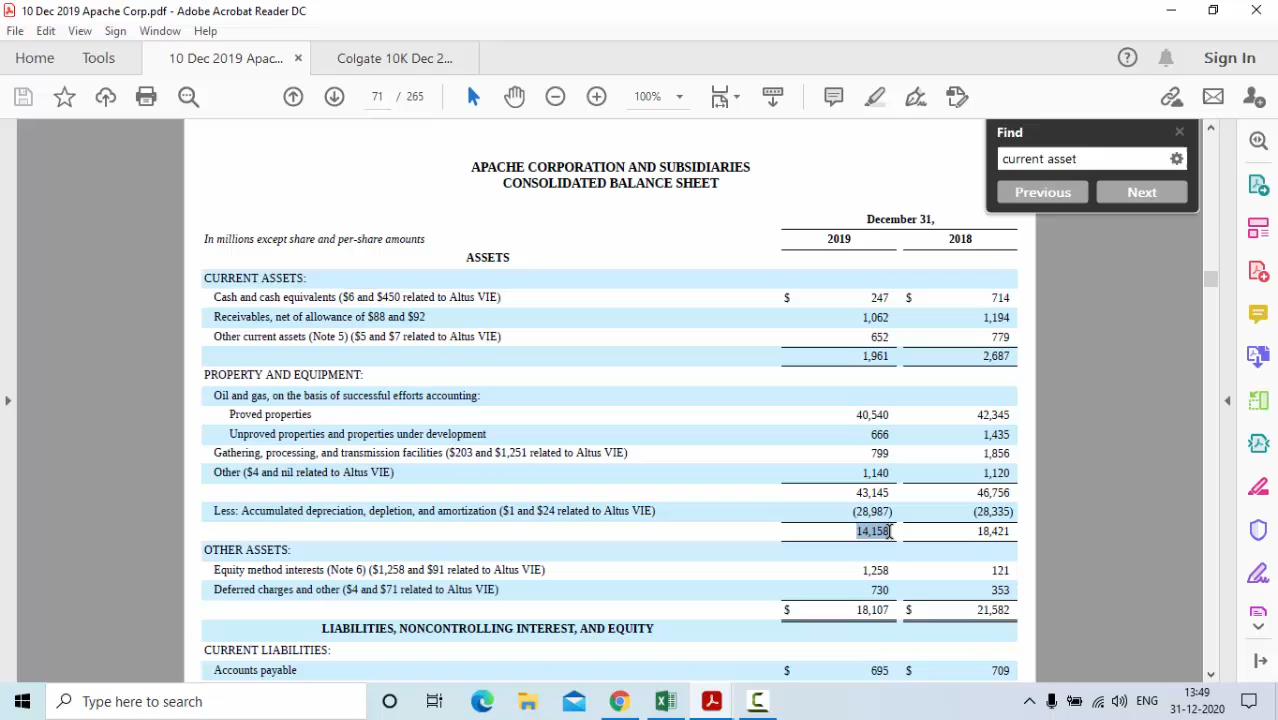 10 Dec 2019 Apache Corp.pdf - Adobe Acrobat Reader DC
File Edit View Sign Window Help
Home Tools 10 Dec 2019 Apac... × Colgate 10K Dec 2... Sign In
71 / 265 100%
Find
current asset
Previous Next
APACHE CORPORATION AND SUBSIDIARIES
CONSOLIDATED BALANCE SHEET
December 31,
In millions except share and per-share amounts 2019 2018
ASSETS
CURRENT ASSETS:
Cash and cash equivalents ($6 and $450 related to Altus VIE) $ 247 $ 714
Receivables, net of allowance of $88 and $92 1,062 1,194
Other current assets (Note 5) ($5 and $7 related to Altus VIE) 652 779
1,961 2,687
PROPERTY AND EQUIPMENT:
Oil and gas, on the basis of successful efforts accounting:
Proved properties 40,540 42,345
Unproved properties and properties under development 666 1,435
Gathering, processing, and transmission facilities ($203 and $1,251 related to Altus VIE) 799 1,856
Other ($4 and nil related to Altus VIE) 1,140 1,120
43,145 46,756
Less: Accumulated depreciation, depletion, and amortization ($1 and $24 related to Altus VIE) (28,987) (28,335)
14,158 18,421
OTHER ASSETS:
Equity method interests (Note 6) ($1,258 and $91 related to Altus VIE) 1,258 121
Deferred charges and other ($4 and $71 related to Altus VIE) 730 353
$ 18,107 $ 21,582
LIABILITIES, NONCONTROLLING INTEREST, AND EQUITY
CURRENT LIABILITIES:
Accounts payable $ 695 $ 709
Type here to search ENG 13:49
31-12-2020